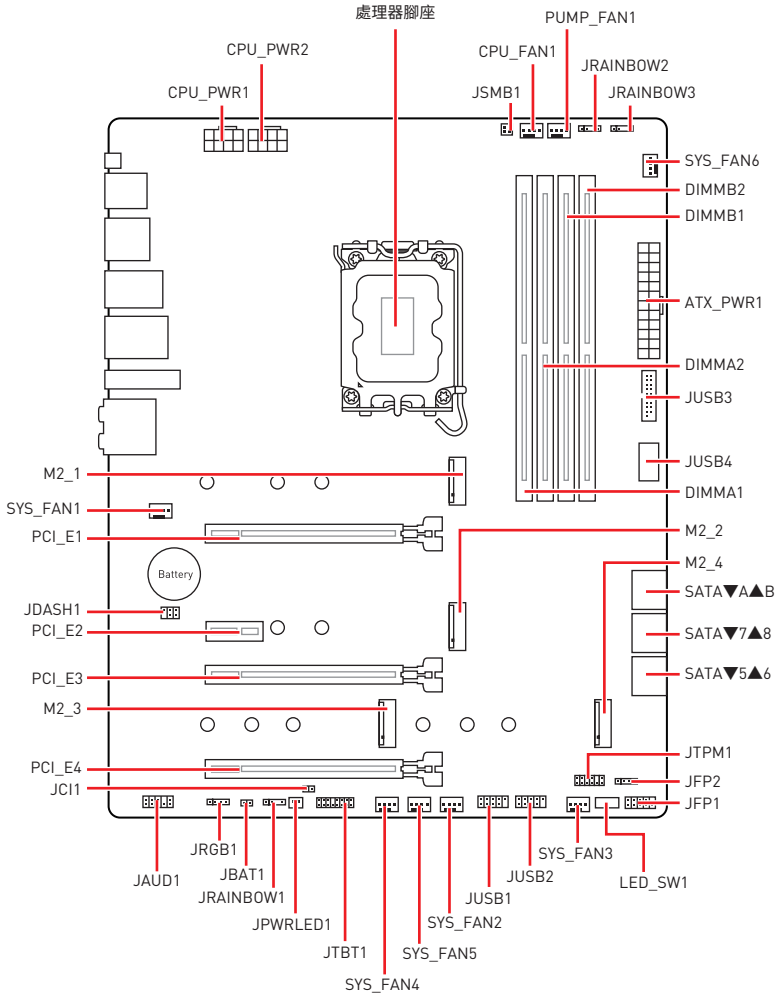 處理器腳座
PUMP_FAN1
CPU_FAN1
CPU_PWR2
JRAINBOW2
CPU_PWR1
JSMB1
JRAINBOW3
SYS_FAN6
DIMMB2
DIMMB1
ATX_PWR1
DIMMA2
JUSB3
JUSB4
DIMMA1
M2_1
SYS_FAN1
PCI_E1
M2_2
M2_4
Battery
SATA▼A▲B
JDASH1
PCI_E2
SATA▼7▲8
PCI_E3
SATA▼5▲6
M2_3
JTPM1
PCI_E4
JFP2
JCI1
JFP1
JRGB1
SYS_FAN3
JAUD1
JBAT1
JUSB2
LED_SW1
JRAINBOW1
JUSB1
JPWRLED1
SYS_FAN2
JTBT1
SYS_FAN5
SYS_FAN4